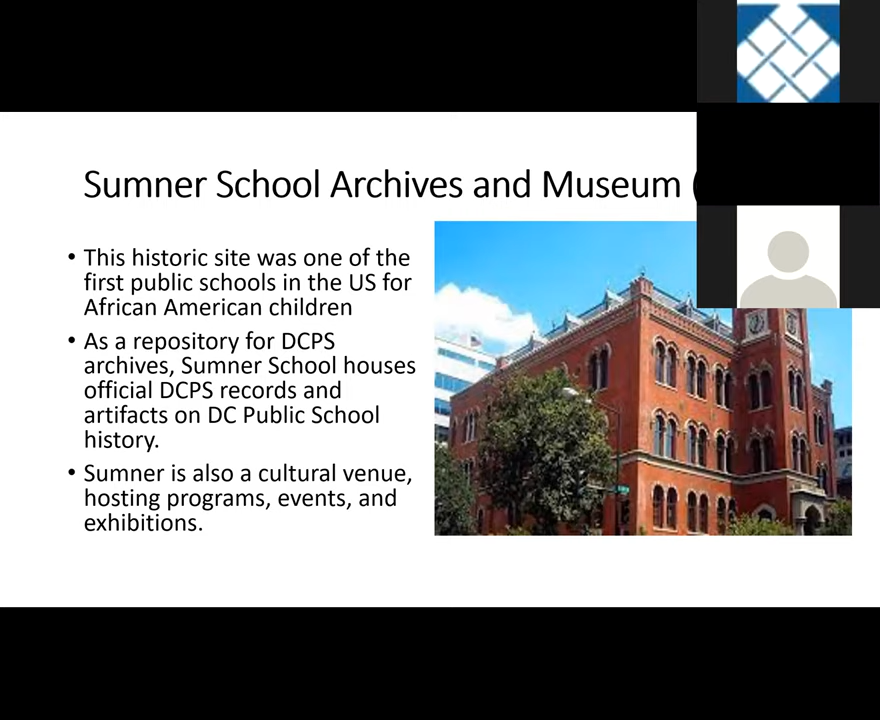 Sumner School Archives and Museum (
• This historic site was one of the
first public schools in the US for
African American children
• As a repository for DCPS
archives, Sumner School houses
official DCPS records and
artifacts on DC Public School
history.
• Sumner is also a cultural venue,
hosting programs, events, and
exhibitions.